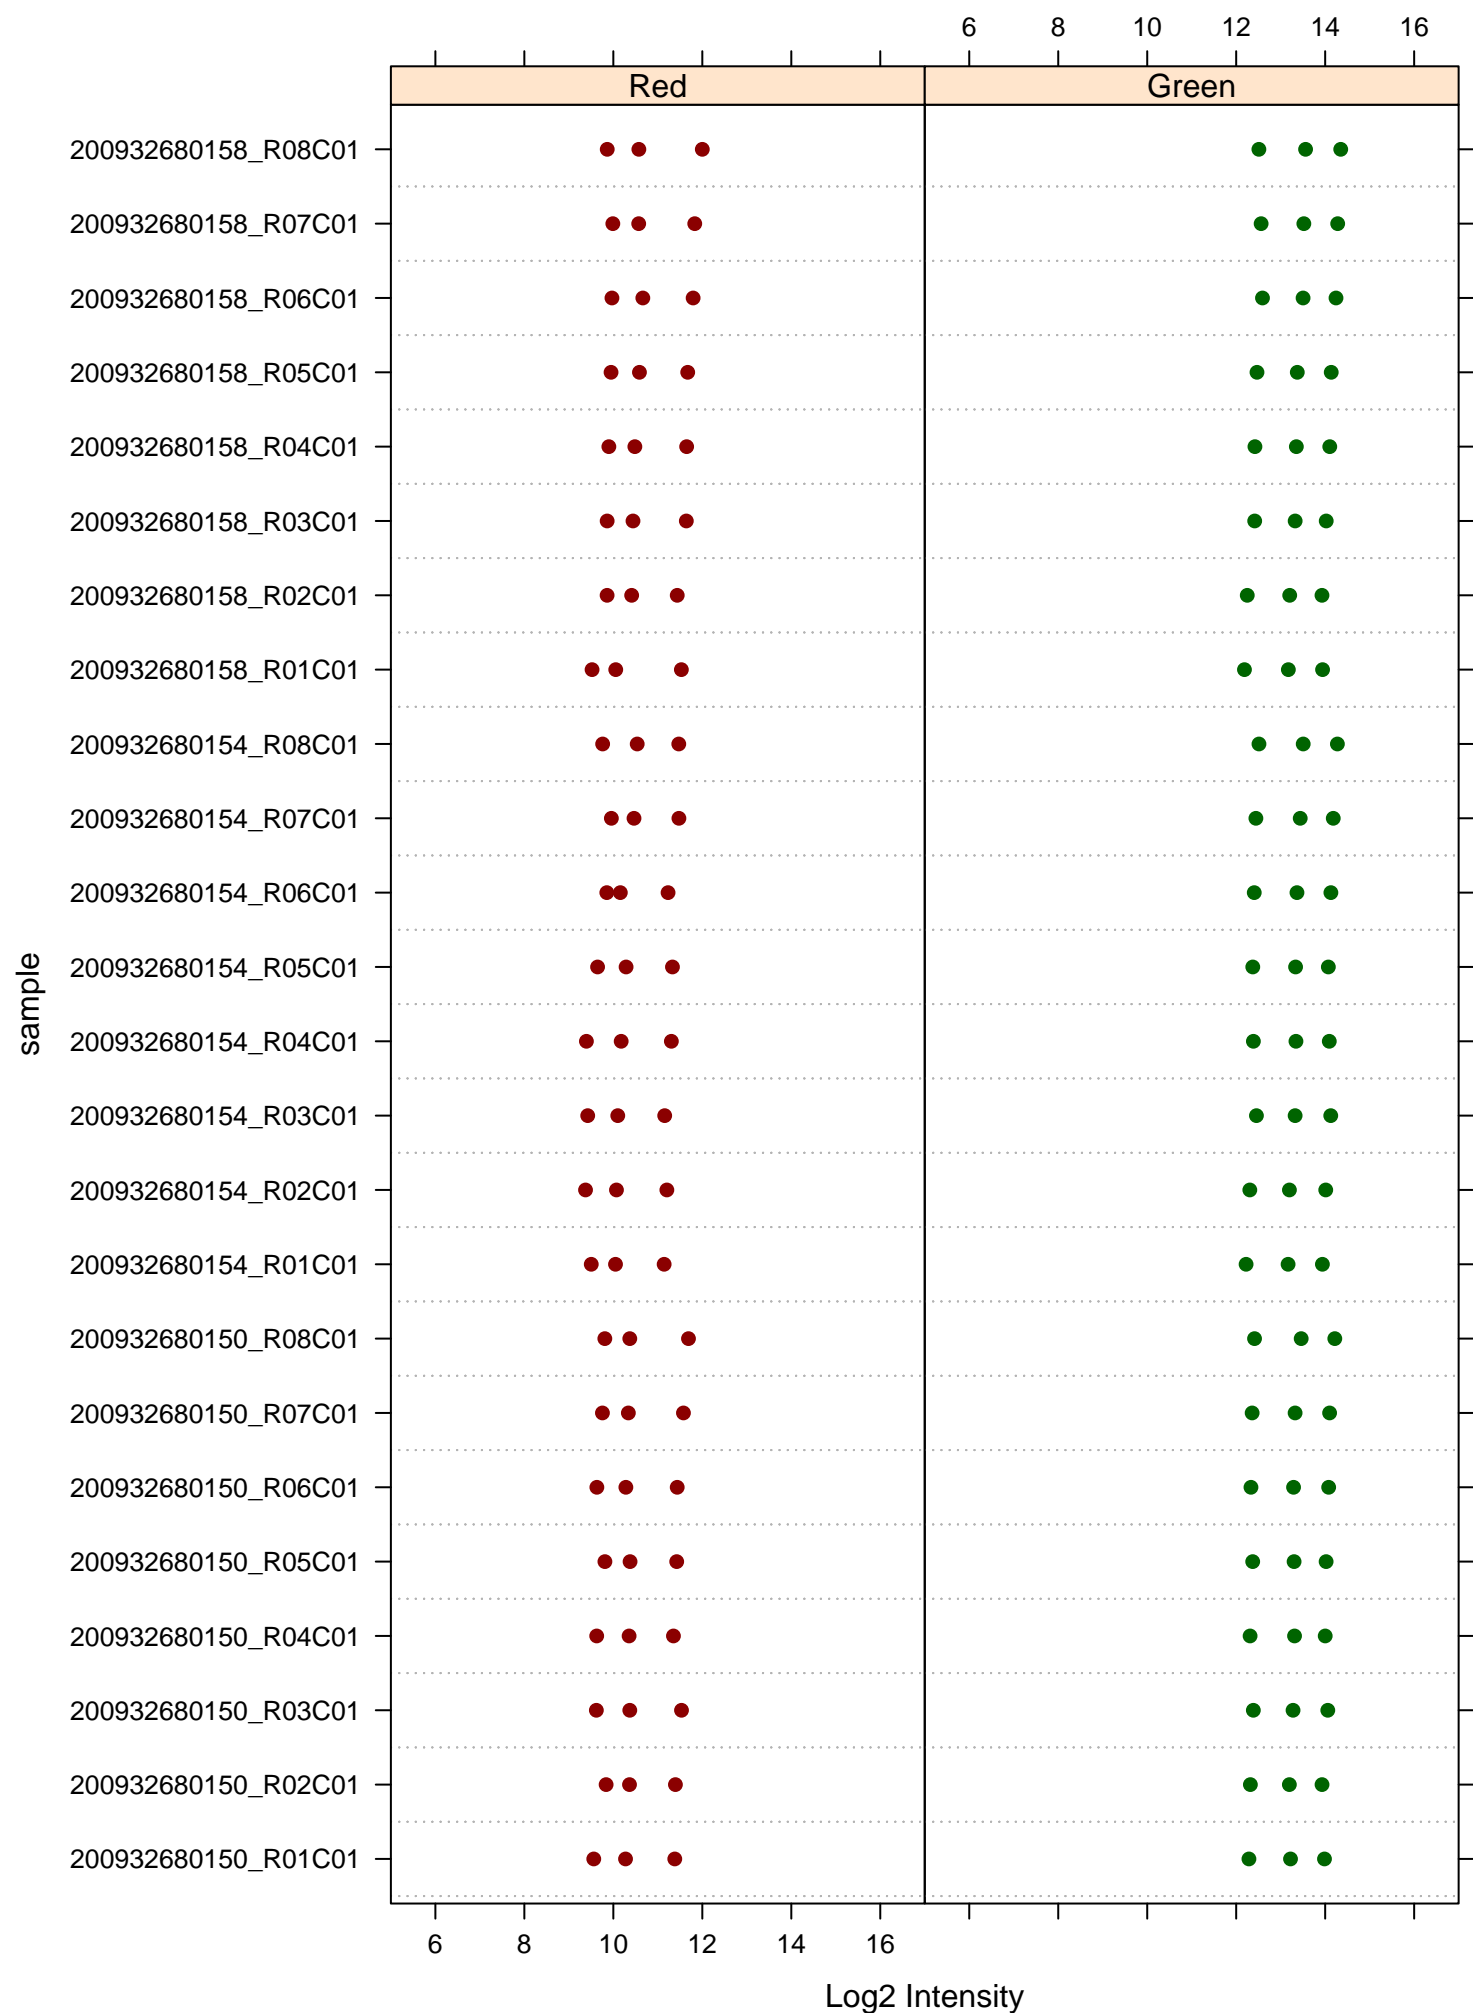 6 8 10 12 14 16
Red Green
200932680158_R08C01
200932680158_R07C01
200932680158_R06C01
200932680158_R05C01
200932680158_R04C01
200932680158_R03C01
200932680158_R02C01
200932680158_R01C01
200932680154_R08C01
200932680154_R07C01
200932680154_R06C01
200932680154_R05C01
200932680154_R04C01
200932680154_R03C01
200932680154_R02C01
200932680154_R01C01
200932680150_R08C01
200932680150_R07C01
200932680150_R06C01
200932680150_R05C01
200932680150_R04C01
200932680150_R03C01
200932680150_R02C01
200932680150_R01C01
sample
6 8 10 12 14 16
Log2 Intensity